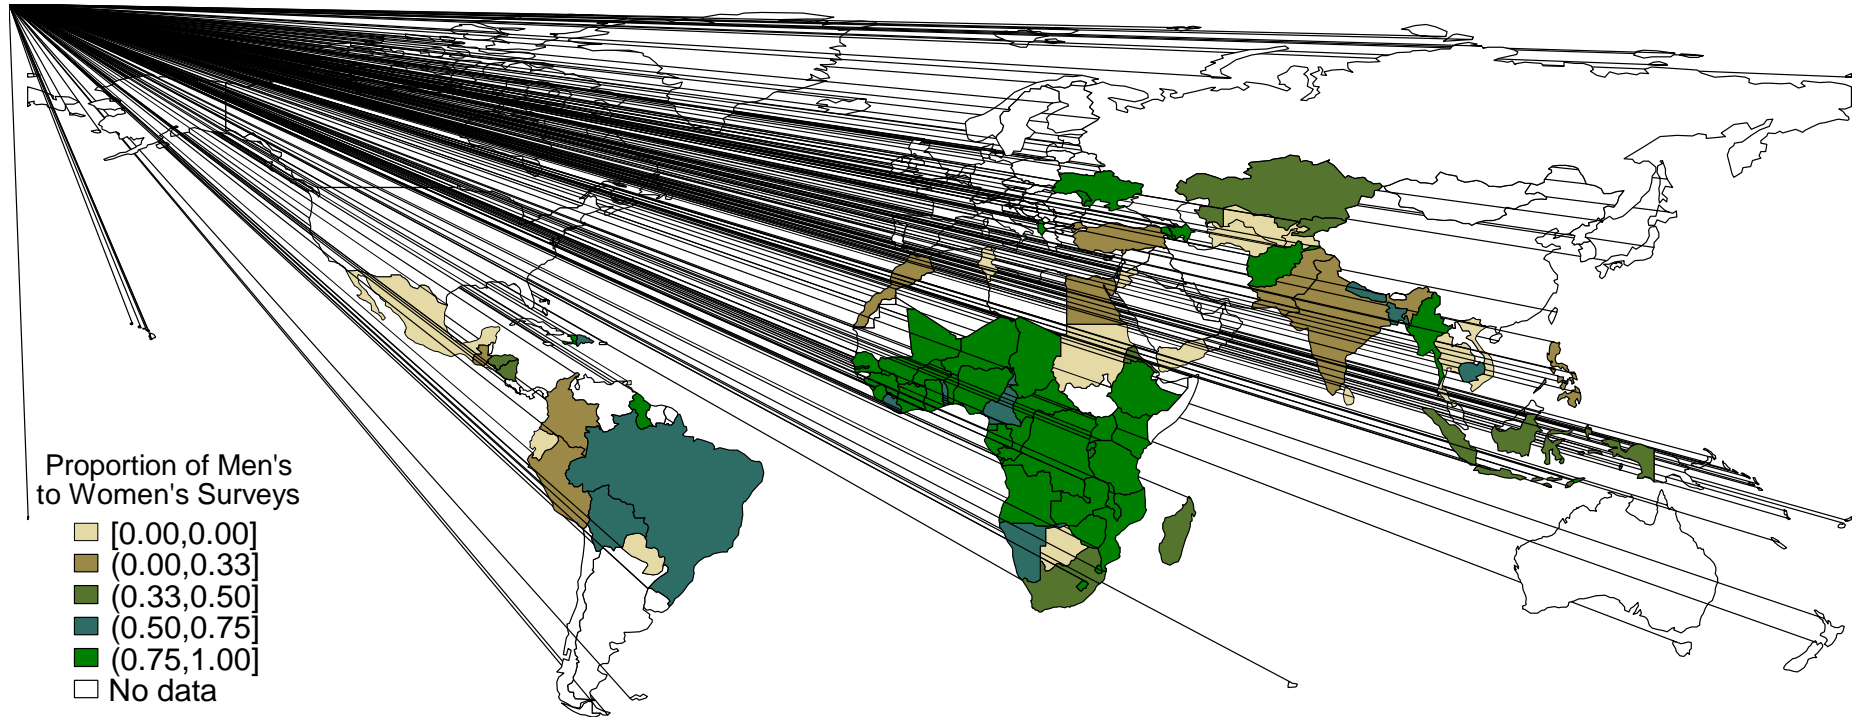 Proportion of Men's
to Women's Surveys
[0.00,0.00]
(0.00,0.33]
(0.33,0.50]
(0.50,0.75]
(0.75,1.00]
No data